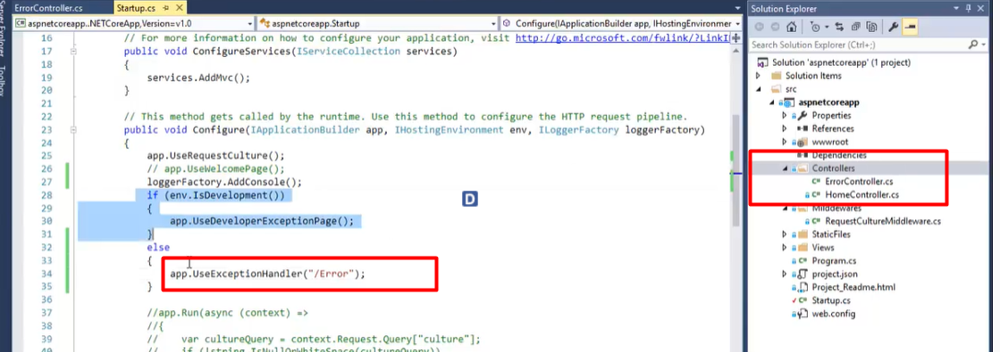 ErrorController.cs
Startup.cs
Solution Explorer
aspnetcoreapp..NETCoreApp,Version=v1.0
aspnetcoreapp.Startup
Configure(IApplicationBuilder app, IHostingEnvironmer
Server Explorer
Toolbox
16 // For more information on how to configure your application, visit http://go.microsoft.com/fwlink/?LinkI
17 public void ConfigureServices(IServiceCollection services)
18 {
19 services.AddMvc();
20 }
21
22 // This method gets called by the runtime. Use this method to configure the HTTP request pipeline.
23 public void Configure(IApplicationBuilder app, IHostingEnvironment env, ILoggerFactory loggerFactory)
24 {
25 app.UseRequestCulture();
26 // app.UseWelcomePage();
27 loggerFactory.AddConsole();
28 if (env.IsDevelopment())
29 {
30 app.UseDeveloperExceptionPage();
31 }
32 else
33 {
34 app.UseExceptionHandler("/Error");
35 }
36
37 //app.Run(async (context) =>
38 //{
39 // var cultureQuery = context.Request.Query["culture"];
40 // if (!string.IsNullOrWhiteSpace(cultureQuery))
D
Search Solution Explorer (Ctrl+;)
Solution 'aspnetcoreapp' (1 project)
Solution Items
src
aspnetcoreapp
Properties
References
wwwroot
Dependencies
Controllers
ErrorController.cs
HomeController.cs
Middewares
RequestCultureMiddleware.cs
StaticFiles
Views
Program.cs
project.json
Project_Readme.html
Startup.cs
web.config